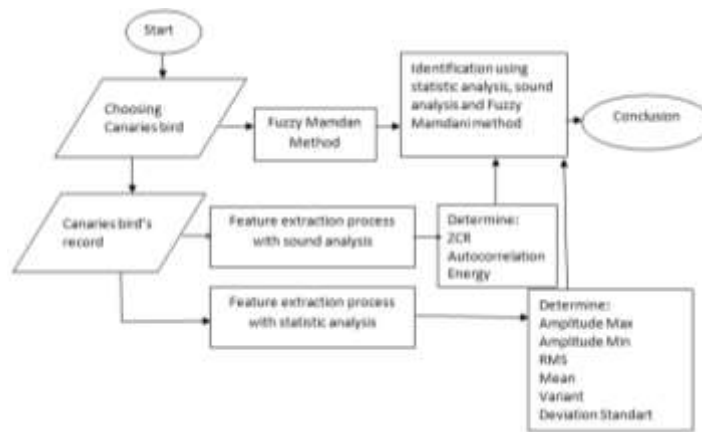 Start
Choosing
Canaries bird
Fuzzy Mamdan
Method
Identification using
statistic analysis, sound
analysis and Fuzzy
Mamdani method
Conclusion
Canaries bird's
record
Feature extraction process
with sound analysis
Determine:
ZCR
Autocorrelation
Energy
Feature extraction process
with statistic analysis
Determine:
Amplitude Max
Amplitude Min
RMS
Mean
Variant
Deviation Standart